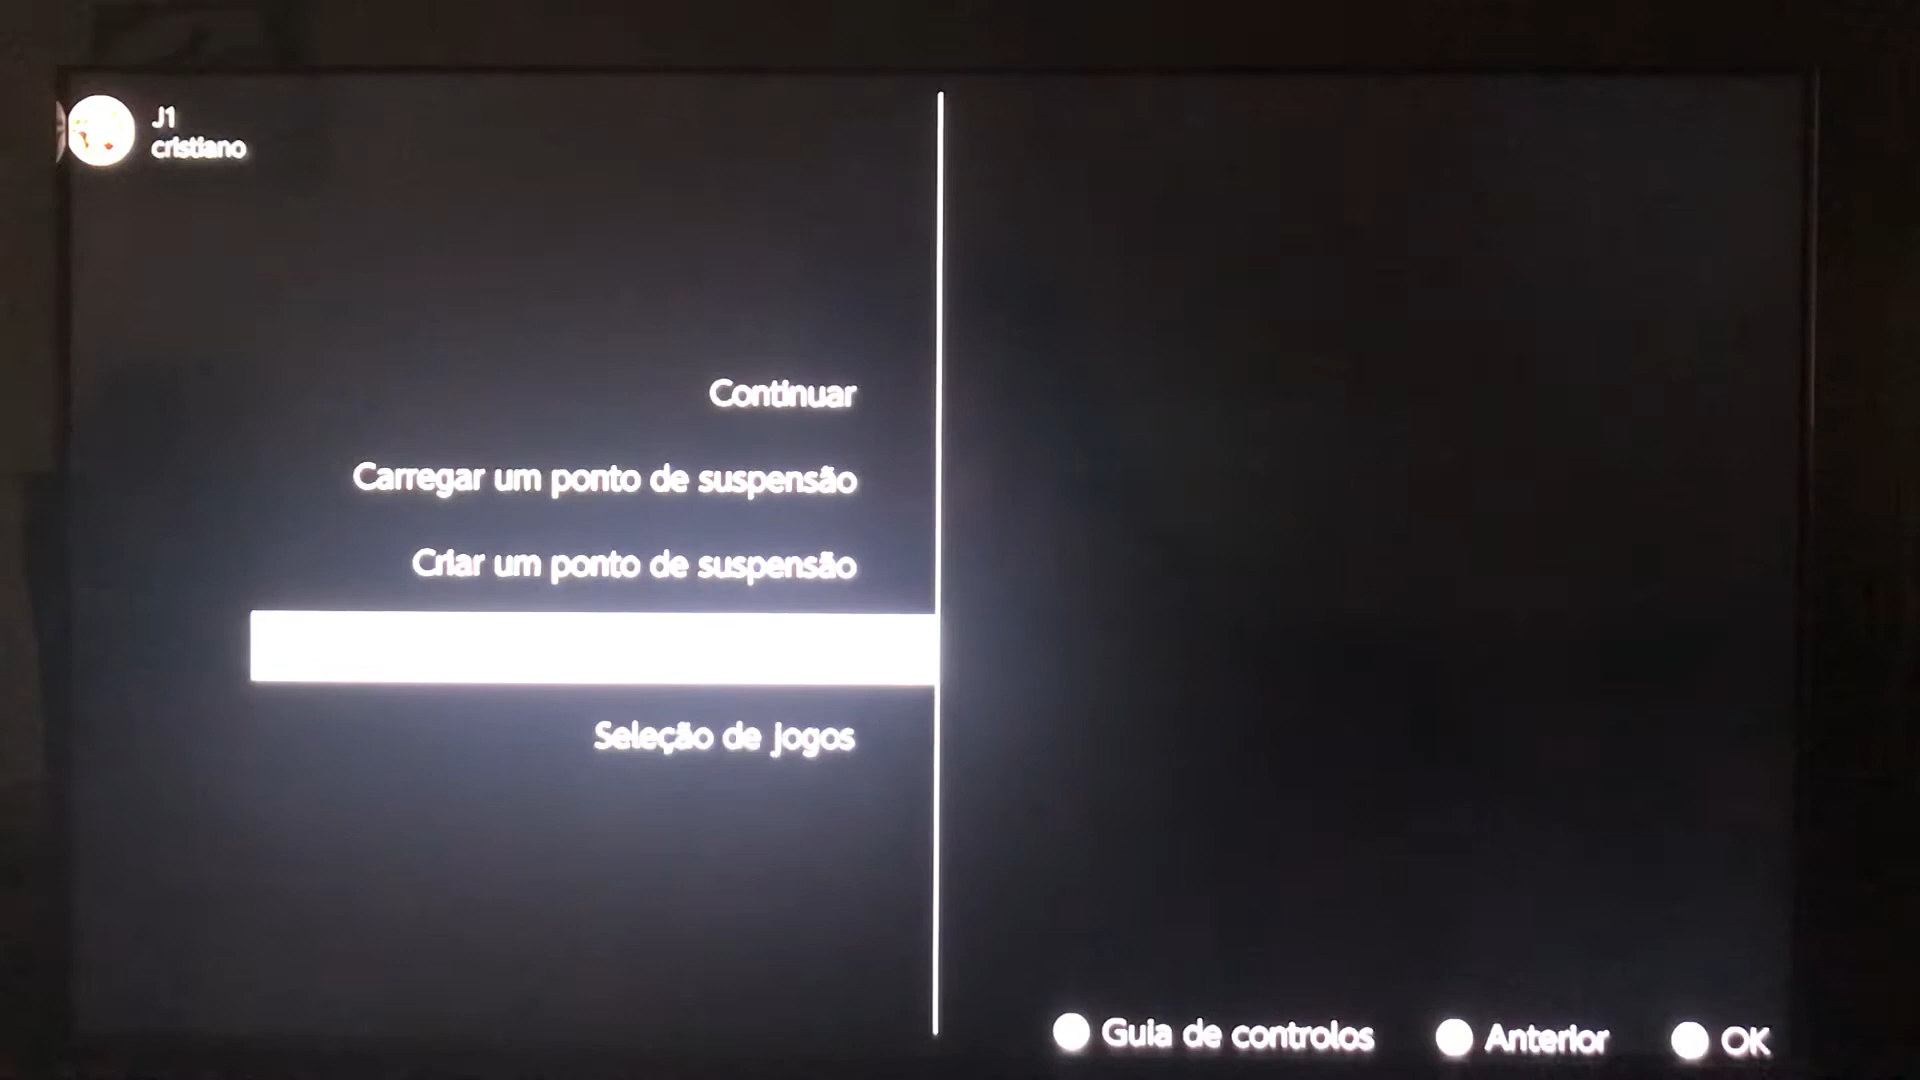 J1
cristiano
Continuar
Carregar um ponto de suspensão
Criar um ponto de suspensão
Seleção de jogos
Guia de controlos
Anterior
OK